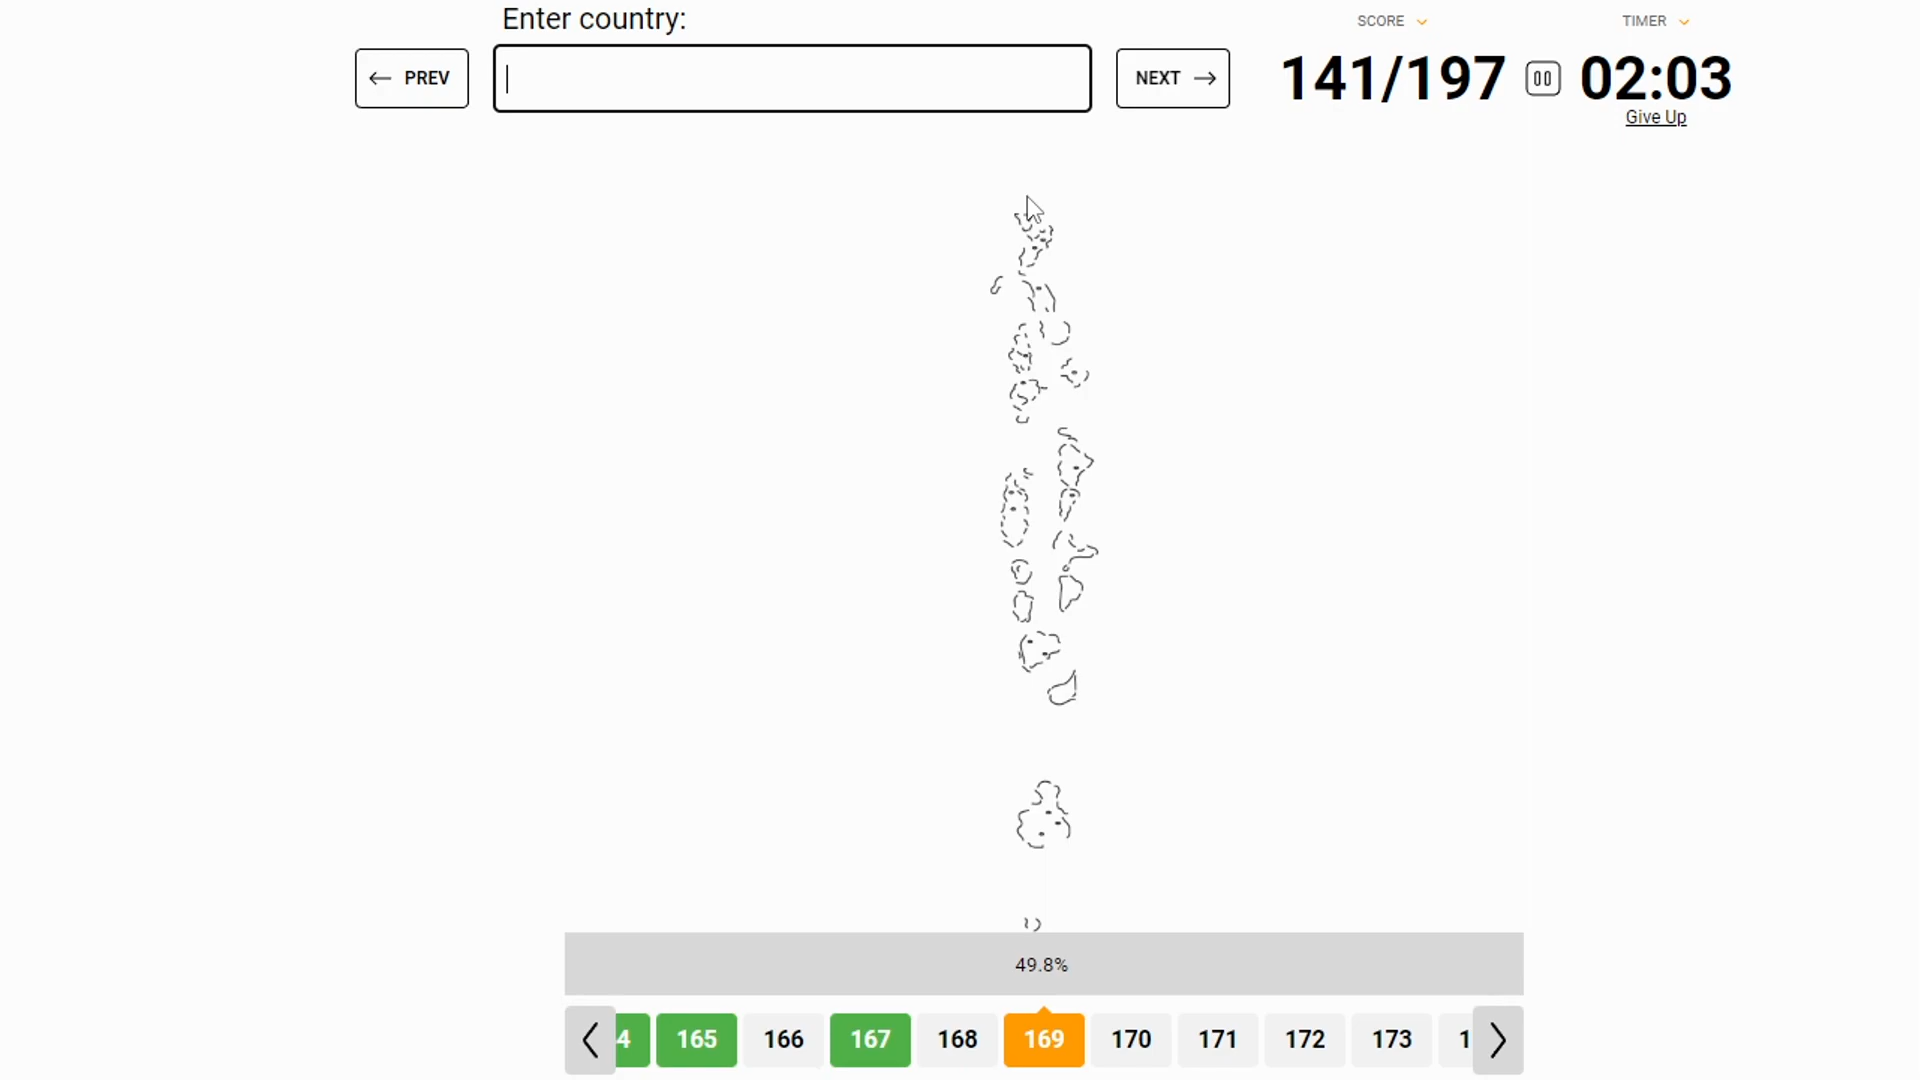 Enter country:
SCORE
TIMER
PREV
NEXT
141/197
02:03
Give Up
49.8%
4
165
166
167
168
169
170
171
172
173
1